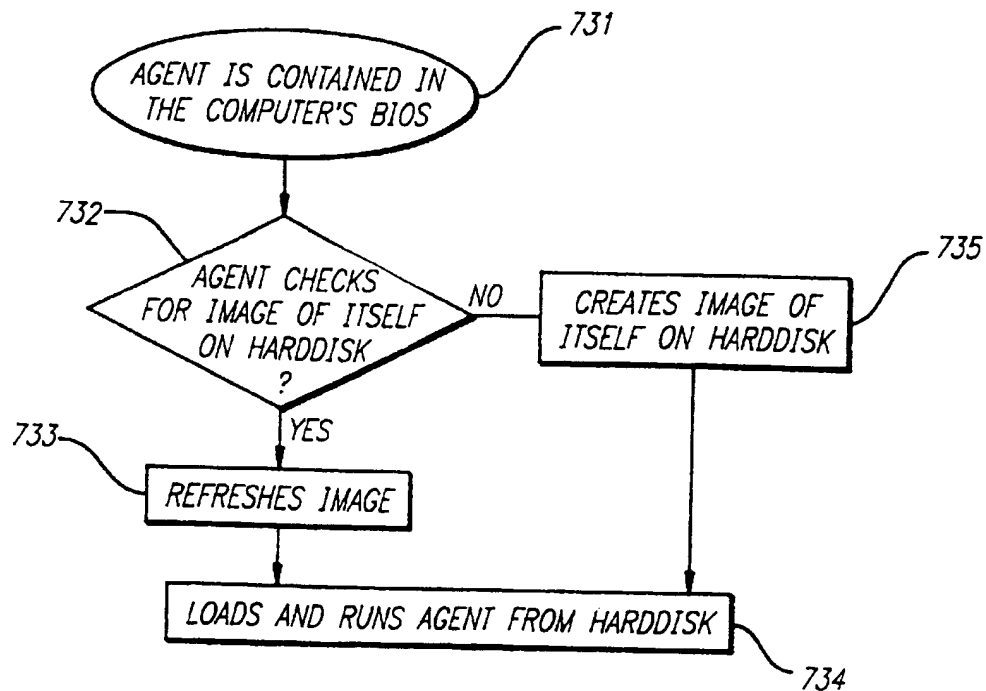 731
AGENT IS CONTAINED IN
THE COMPUTER'S BIOS
732
AGENT CHECKS
FOR IMAGE OF ITSELF
ON HARDDISK
?
NO
735
CREATES IMAGE OF
ITSELF ON HARDDISK
YES
733
REFRESHES IMAGE
LOADS AND RUNS AGENT FROM HARDDISK
734